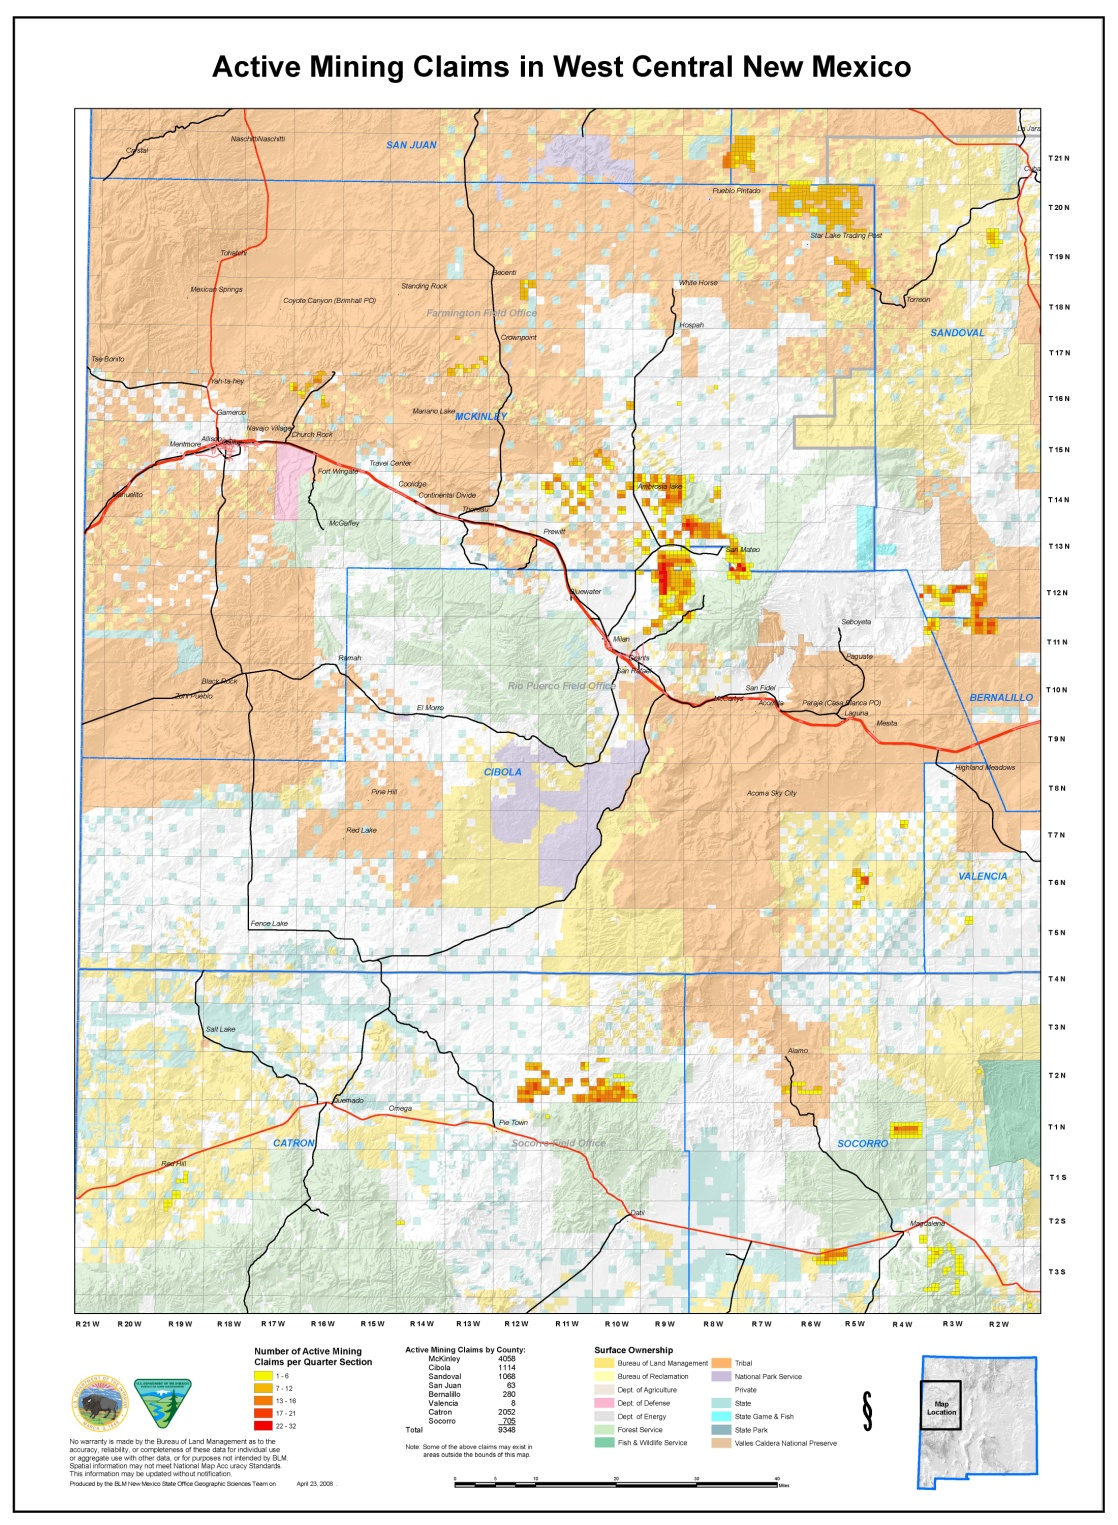 Active Mining Claims in West Central New Mexico
La Jara
Naschitti Naschitti
SAN JUAN
Crystal
T 21 N
Cuba
Pueblo Pintado
T 20 N
Star Lake Trading Post
Tohatchi
T 19 N
Becenti
Mexican Springs
Standing Rock
White Horse
Coyote Canyon (Brimhall PO)
Torreon
T 18 N
Farmington Field Office
Hospah
SANDOVAL
Crownpoint
Tse Bonito
T 17 N
Yah-ta-hey
T 16 N
Gamerco
Mariano Lake
MCKINLEY
Navajo Village
Church Rock
Allison
Mentmore
T 15 N
Travel Center
Fort Wingate
Coolidge
Ambrosia lake
Manuelito
Continental Divide
T 14 N
Thoreau
McGaffey
Prewitt
San Mateo
T 13 N
Bluewater
T 12 N
Seboyeta
Milan
T 11 N
Grants
Paguate
Ramah
San Rafael
Black Rock
Rio Puerco Field Office
San Fidel
T 10 N
Zuni Pueblo
McCartys
Acomita
Paraje (Casa Blanca PO)
BERNALILLO
El Morro
Laguna
Mesita
T 9 N
Highland Meadows
CIBOLA
Pine Hill
Acoma Sky City
T 8 N
Red Lake
T 7 N
VALENCIA
T 6 N
Fence Lake
T 5 N
T 4 N
Salt Lake
T 3 N
Alamo
T 2 N
Quemado
Omega
Pie Town
T 1 N
CATRON
Socorro Field Office
SOCORRO
Red Hill
T 1 S
Datil
Magdalena
T 2 S
T 3 S
R 21 W R 20 W R 19 W R 18 W R 17 W R 16 W R 15 W R 14 W R 13 W R 12 W R 11 W R 10 W R 9 W R 8 W R 7 W R 6 W R 5 W R 4 W R 3 W R 2 W
Number of Active Mining
Claims per Quarter Section
1 - 6
7 - 12
13 - 16
17 - 21
22 - 32
Active Mining Claims by County:
McKinley 4058
Cibola 1114
Sandoval 1068
San Juan 63
Bernalillo 280
Valencia 8
Catron 2052
Socorro 705
Total 9348
Note: Some of the above claims may exist in
areas outside the bounds of this map.
Surface Ownership
Bureau of Land Management
Bureau of Reclamation
Dept. of Agriculture
Dept. of Defense
Dept. of Energy
Forest Service
Fish & Wildlife Service
Tribal
National Park Service
Private
State
State Game & Fish
State Park
Valles Caldera National Preserve
Map
Location
No warranty is made by the Bureau of Land Management as to the
accuracy, reliability, or completeness of these data for individual use
or aggregate use with other data, or for purposes not intended by BLM.
Spatial information may not meet National Map Acc uracy Standards.
This information may be updated without notification.
Produced by the BLM New Mexico State Office Geographic Sciences Team on April 23, 2008 .
0 5 10 20 30 40
Miles